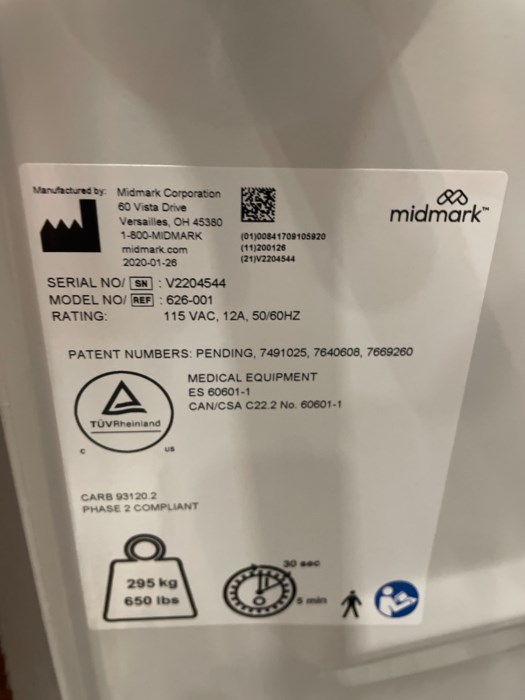 Manufactured by: Midmark Corporation
60 Vista Drive
Versailles, OH 45380
1-800-MIDMARK
midmark.com
2020-01-26
(01)00841709105920
(11)200126
(21)V2204544
midmark™
SERIAL NO/ SN : V2204544
MODEL NO/ REF : 626-001
RATING: 115 VAC, 12A, 50/60HZ
PATENT NUMBERS: PENDING, 7491025, 7640608, 7669260
TÜVRheinland
C US
MEDICAL EQUIPMENT
ES 60601-1
CAN/CSA C22.2 No. 60601-1
CARB 93120.2
PHASE 2 COMPLIANT
295 kg
650 lbs
30 sec
5 min